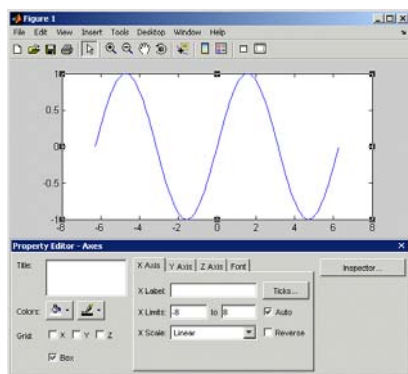 Figure 1
File Edit View Insert Tools Desktop Window Help
1
0.5
0
-0.5
-1
-8 -6 -4 -2 0 2 4 6 8
Property Editor - Axes
Title:
Colors:
Grid: X Y Z
Box
X Axis Y Axis Z Axis Font
X Label:
Ticks...
X Limits: -8 to 8 Auto
X Scale: Linear Reverse
Inspector...